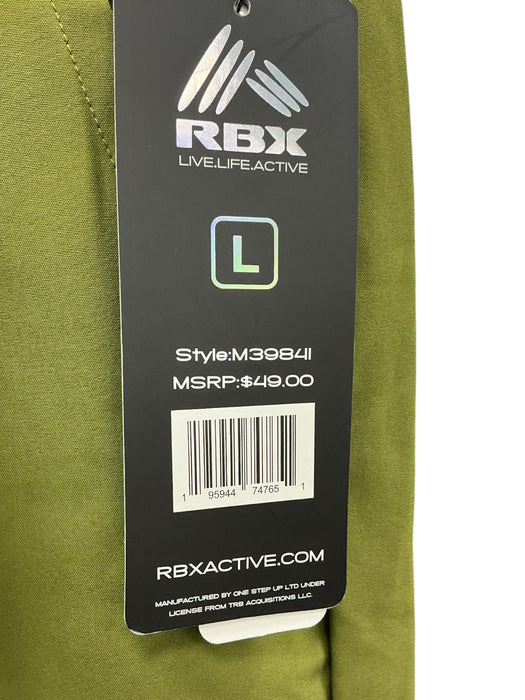 RBX
LIVE.LIFE.ACTIVE
L
Style:M39841
MSRP:$49.00
1 95944 74765 1
RBXACTIVE.COM
MANUFACTURED BY ONE STEP UP LTD UNDER
LICENSE FROM TRB ACQUISITIONS LLC.